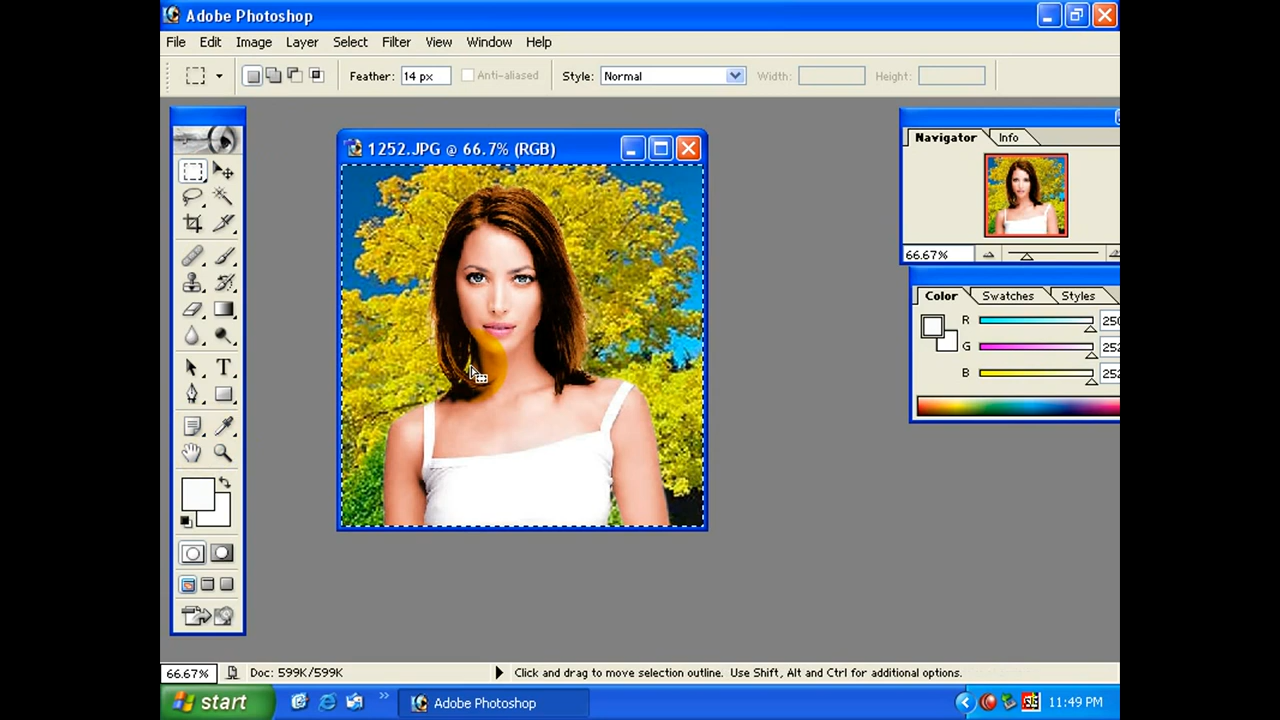 Adobe Photoshop
File Edit Image Layer Select Filter View Window Help
Feather: 14 px Anti-aliased Style: Normal Width: Height:
1252.JPG @ 66.7% (RGB)
Navigator Info
66.67%
Color Swatches Styles
R 250
G 252
B 252
T
66.67% Doc: 599K/599K Click and drag to move selection outline. Use Shift, Alt and Ctrl for additional options.
start Adobe Photoshop 11:49 PM